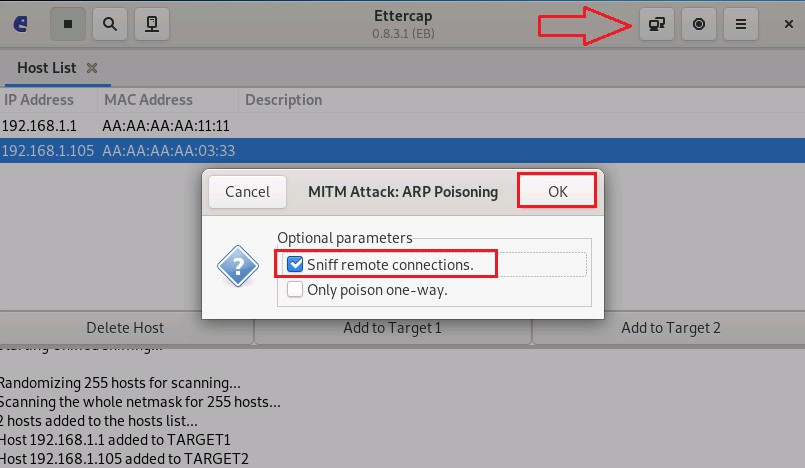 Ettercap
0.8.3.1 (EB)
Host List
IP Address MAC Address Description
192.168.1.1 AA:AA:AA:AA:11:11
192.168.1.105 AA:AA:AA:AA:03:33
Cancel MITM Attack: ARP Poisoning OK
Optional parameters
Sniff remote connections.
Only poison one-way.
Delete Host Add to Target 1 Add to Target 2
Starting Unified sniffing...
Randomizing 255 hosts for scanning...
Scanning the whole netmask for 255 hosts...
2 hosts added to the hosts list...
Host 192.168.1.1 added to TARGET1
Host 192.168.1.105 added to TARGET2